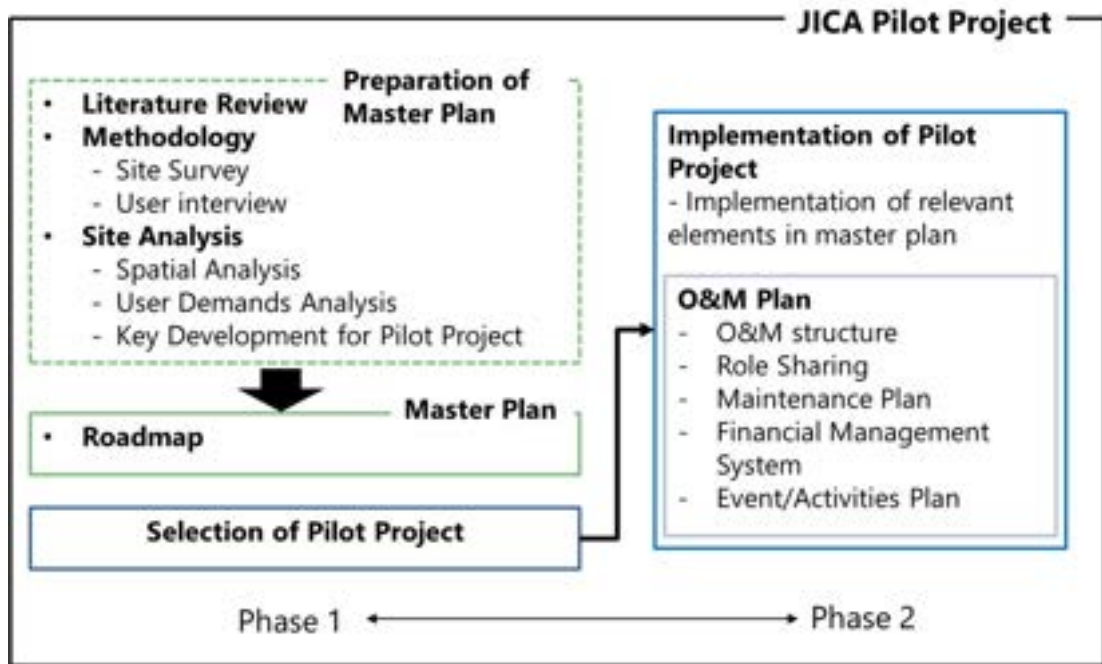 JICA Pilot Project
Preparation of
Master Plan
• Literature Review
• Methodology
- Site Survey
- User interview
• Site Analysis
- Spatial Analysis
- User Demands Analysis
- Key Development for Pilot Project
Master Plan
• Roadmap
Selection of Pilot Project
Implementation of Pilot
Project
- Implementation of relevant
elements in master plan
O&M Plan
- O&M structure
- Role Sharing
- Maintenance Plan
- Financial Management
System
- Event/Activities Plan
Phase 1
Phase 2